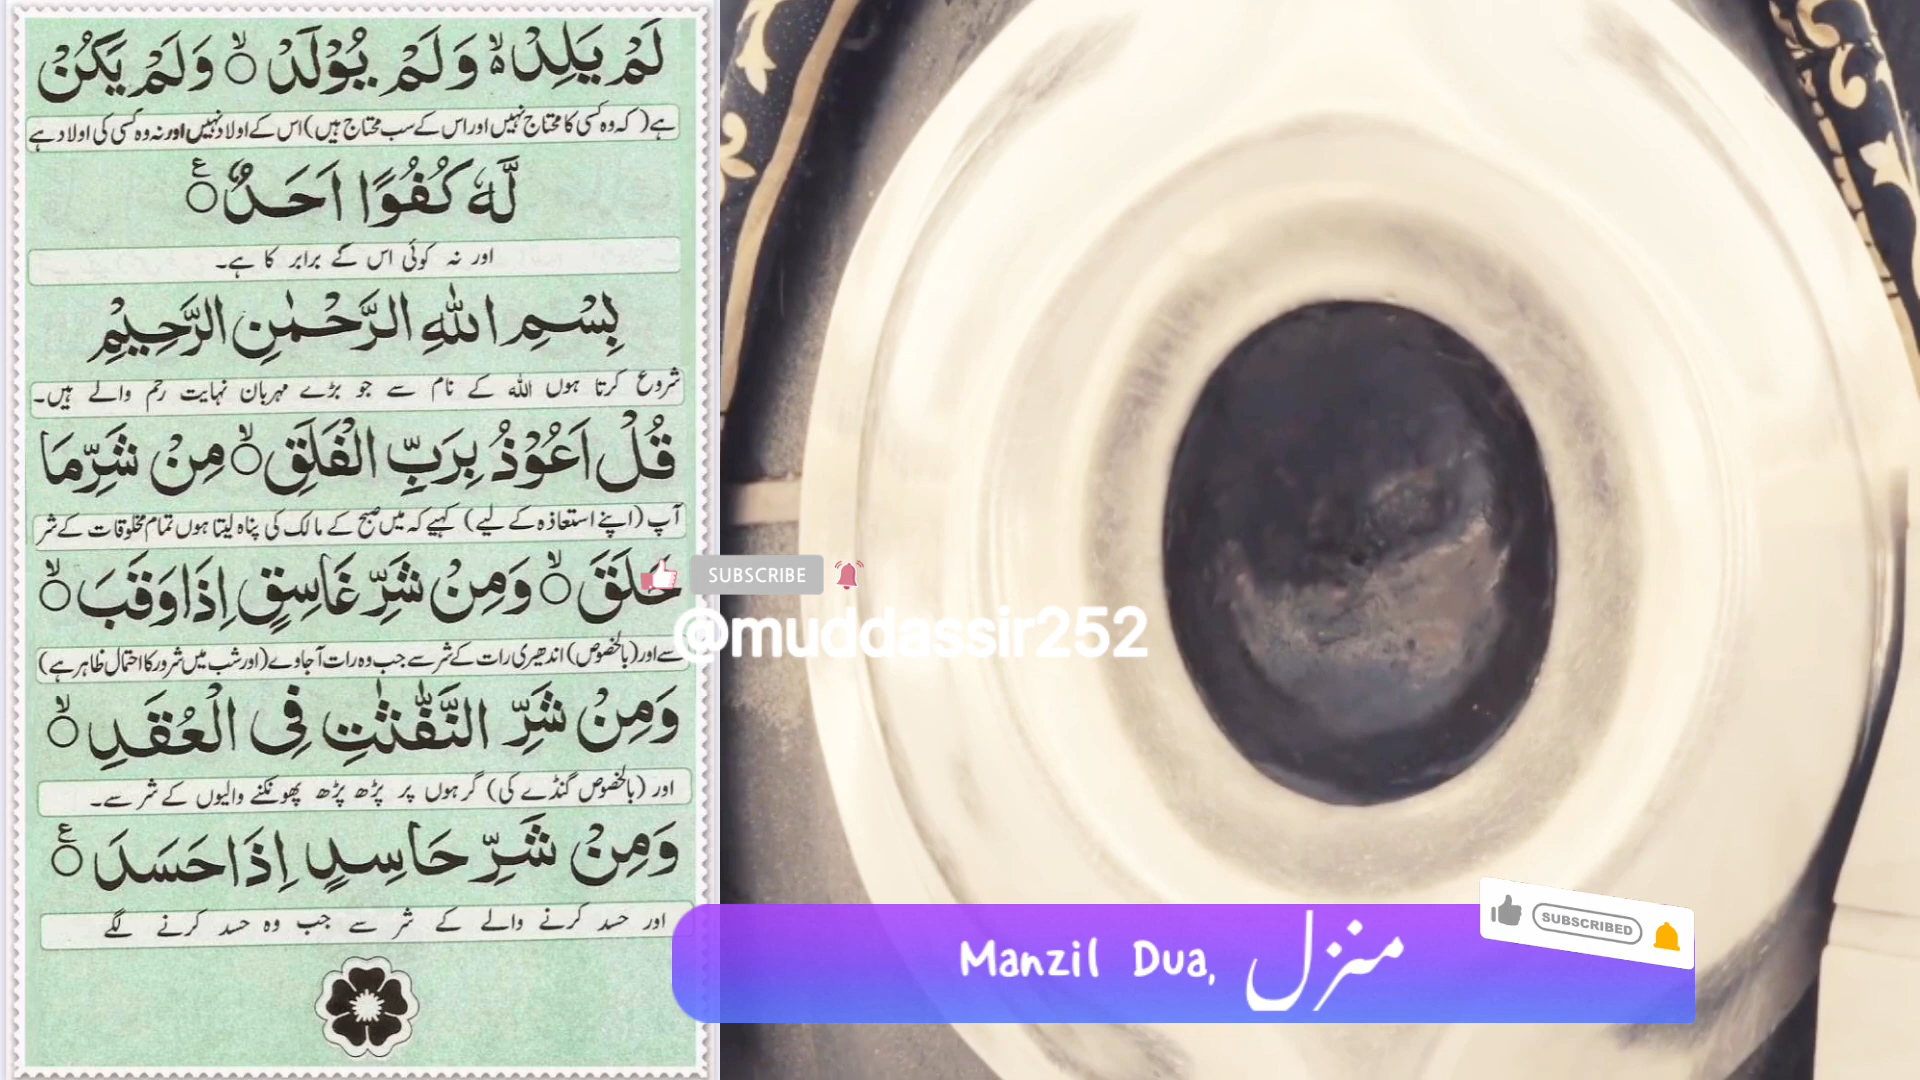 لَمْ يَلِدْ ۙ۬ وَلَمْ يُوْلَدْ ۙ وَلَمْ يَكُنْ
ہے( کہ وہ کسی کا محتاج نہیں اور اس کے سب محتاج ہیں) اس کے اولاد نہیں اور نہ وہ کسی کی اولاد ہے
لَّهٗ كُفُوًا اَحَدٌ ۧ
اور نہ کوئی اس گے برابر کا ہے۔
بِسْمِ اللّٰهِ الرَّحْمٰنِ الرَّحِيْمِ
شروع کرتا ہوں اللہ کے نام سے جو بڑے مہربان نہایت رحم والے ہیں۔
قُلْ اَعُوْذُ بِرَبِّ الْفَلَقِ ۙ مِنْ شَرِّ مَا
آپ (اپنے استعاذہ کے لیے) کہیے کہ میں صبح کے مالک کی پناہ لیتا ہوں تمام مخلوقات کے شر
خَلَقَ ۙ وَمِنْ شَرِّ غَاسِقٍ اِذَا وَقَبَ ۙ
سے اور (بالخصوص) اندھیری رات کے شر سے جب وہ رات آ جاوے (اور شب میں شرور کا احتمال ظاہر ہے)
وَمِنْ شَرِّ النَّفّٰثٰتِ فِى الْعُقَدِ ۙ
اور (بالخصوص گنڈے کی) گرہوں پر پڑھ پڑھ پھونکنے والیوں کے شر سے۔
وَمِنْ شَرِّ حَاسِدٍ اِذَا حَسَدَ ۧ
اور حسد کرنے والے کے شر سے جب وہ حسد کرنے لگے
SUBSCRIBE
@muddassir252
Manzil Dua, منزل
SUBSCRIBED